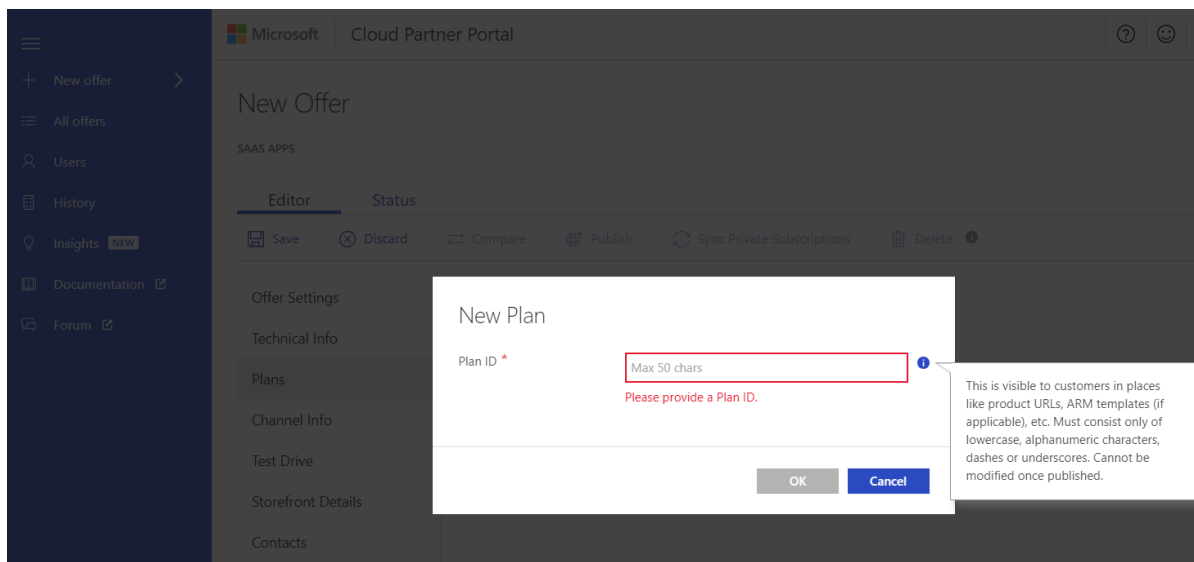 Microsoft Cloud Partner Portal
New offer
All offers
Users
History
Insights NEW
Documentation
Forum
New Offer
SAAS APPS
Editor Status
Save Discard Compare Publish Sync Private Subscriptions Delete
Offer Settings
Technical Info
Plans
Channel Info
Test Drive
Storefront Details
Contacts
New Plan
Plan ID *
Max 50 chars
Please provide a Plan ID.
OK Cancel
This is visible to customers in places
like product URLs, ARM templates (if
applicable), etc. Must consist only of
lowercase, alphanumeric characters,
dashes or underscores. Cannot be
modified once published.